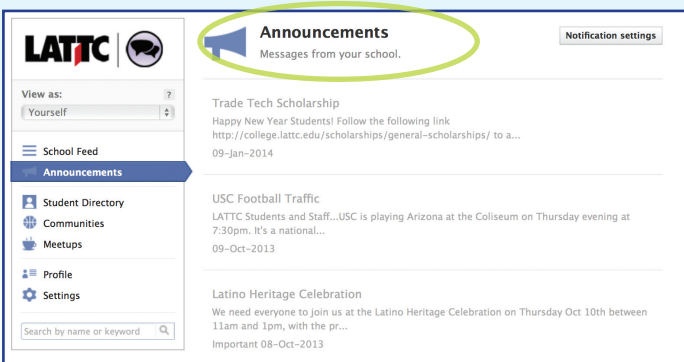 LATTC
View as:
?
Yourself
School Feed
Announcements
Student Directory
Communities
Meetups
Profile
Settings
Search by name or keyword
Announcements
Messages from your school.
Notification settings
Trade Tech Scholarship
Happy New Year Students! Follow the following link
http://college.lattc.edu/scholarships/general-scholarships/ to a...
09-Jan-2014
USC Football Traffic
LATTC Students and Staff...USC is playing Arizona at the Coliseum on Thursday evening at
7:30pm. It's a national...
09-Oct-2013
Latino Heritage Celebration
We need everyone to join us at the Latino Heritage Celebration on Thursday Oct 10th between
11am and 1pm, with the pr...
Important 08-Oct-2013